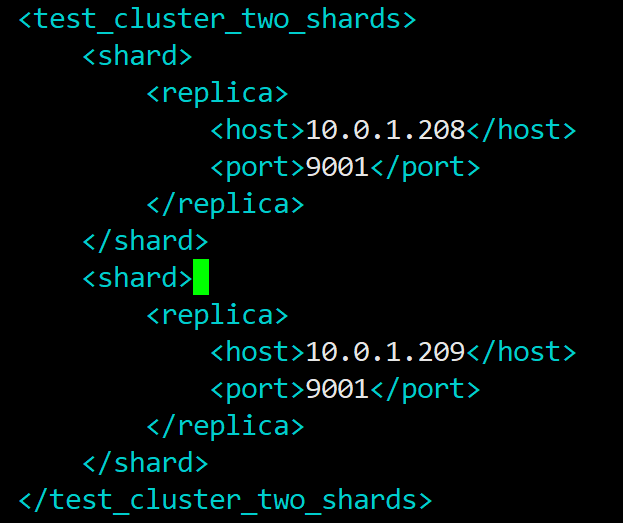 <test_cluster_two_shards>
    <shard>
        <replica>
            <host>10.0.1.208</host>
            <port>9001</port>
        </replica>
    </shard>
    <shard>
        <replica>
            <host>10.0.1.209</host>
            <port>9001</port>
        </replica>
    </shard>
</test_cluster_two_shards>